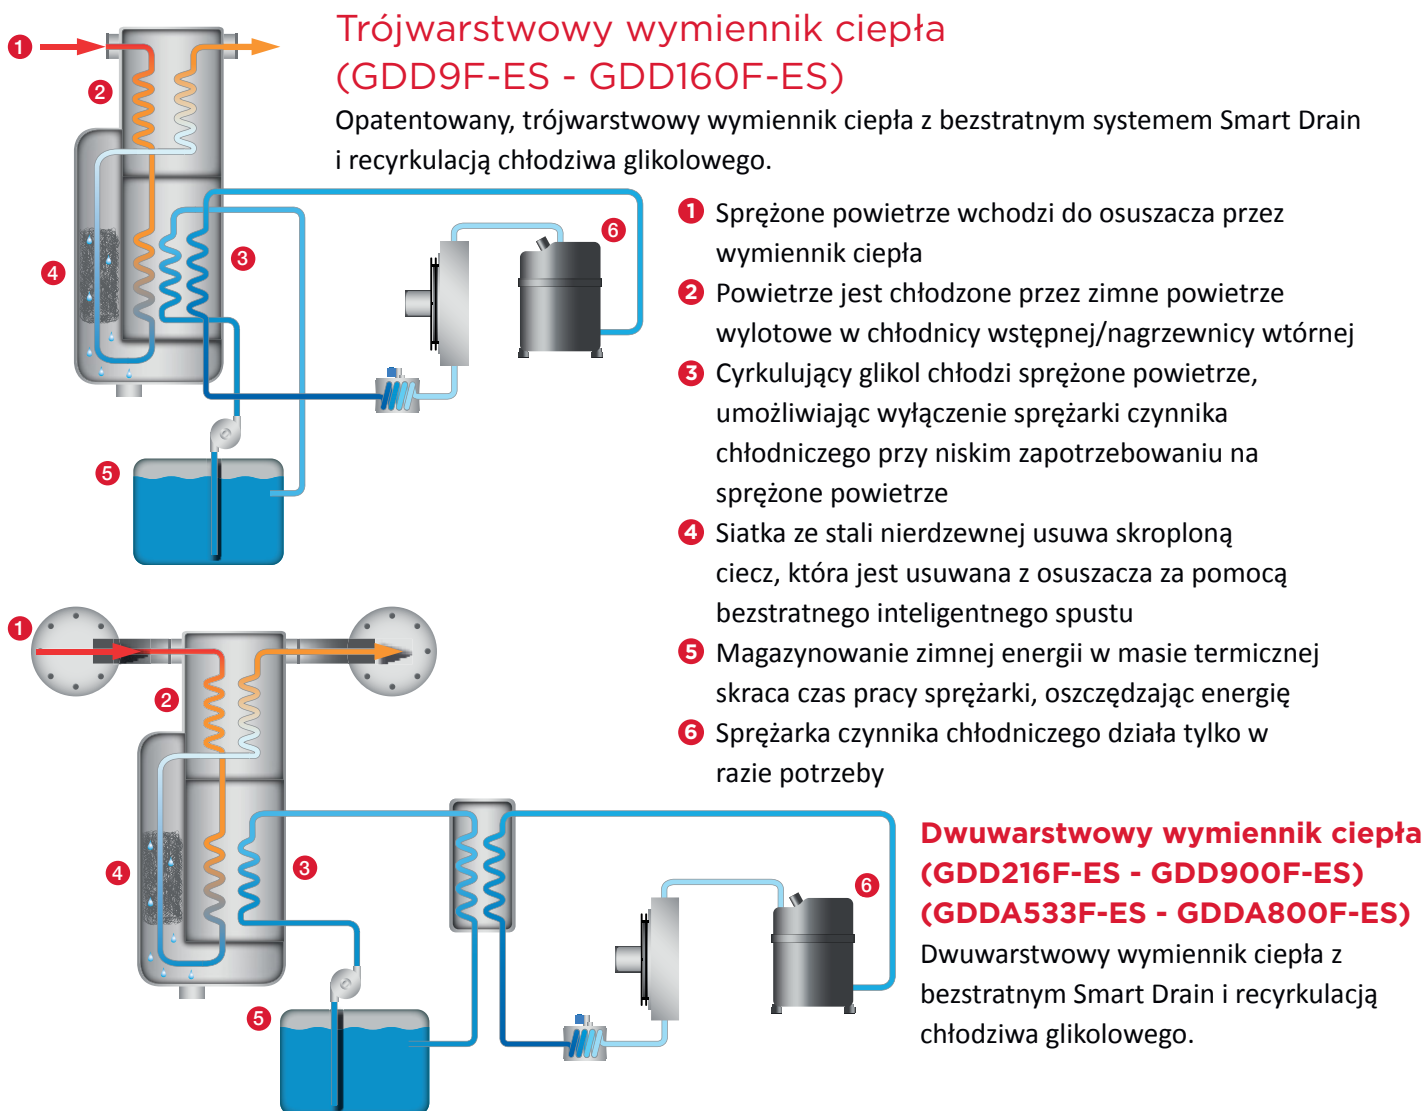 Trójwarstwowy wymiennik ciepła
(GDD9F-ES - GDD160F-ES)
Opatentowany, trójwarstwowy wymiennik ciepła z bezstratnym systemem Smart Drain
i recyrkulacją chłodziwa glikolowego.
1
2
3
4
5
6
1 Sprężone powietrze wchodzi do osuszacza przez
wymiennik ciepła
2 Powietrze jest chłodzone przez zimne powietrze
wylotowe w chłodnicy wstępnej/nagrzewnicy wtórnej
3 Cyrkulujący glikol chłodzi sprężone powietrze,
umożliwiając wyłączenie sprężarki czynnika
chłodniczego przy niskim zapotrzebowaniu na
sprężone powietrze
4 Siatka ze stali nierdzewnej usuwa skroploną
ciecz, która jest usuwana z osuszacza za pomocą
bezstratnego inteligentnego spustu
5 Magazynowanie zimnej energii w masie termicznej
skraca czas pracy sprężarki, oszczędzając energię
6 Sprężarka czynnika chłodniczego działa tylko w
razie potrzeby
1
2
3
4
5
6
Dwuwarstwowy wymiennik ciepła
(GDD216F-ES - GDD900F-ES)
(GDDA533F-ES - GDDA800F-ES)
Dwuwarstwowy wymiennik ciepła z
bezstratnym Smart Drain i recyrkulacją
chłodziwa glikolowego.